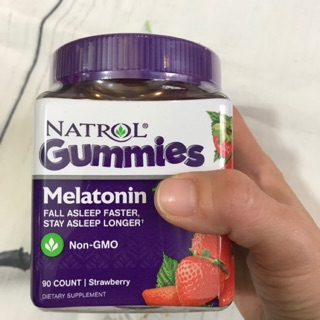 NATROL®
Gummies
Melatonin
FALL ASLEEP FASTER,
STAY ASLEEP LONGER†
Non-GMO
90 COUNT | Strawberry
DIETARY SUPPLEMENT